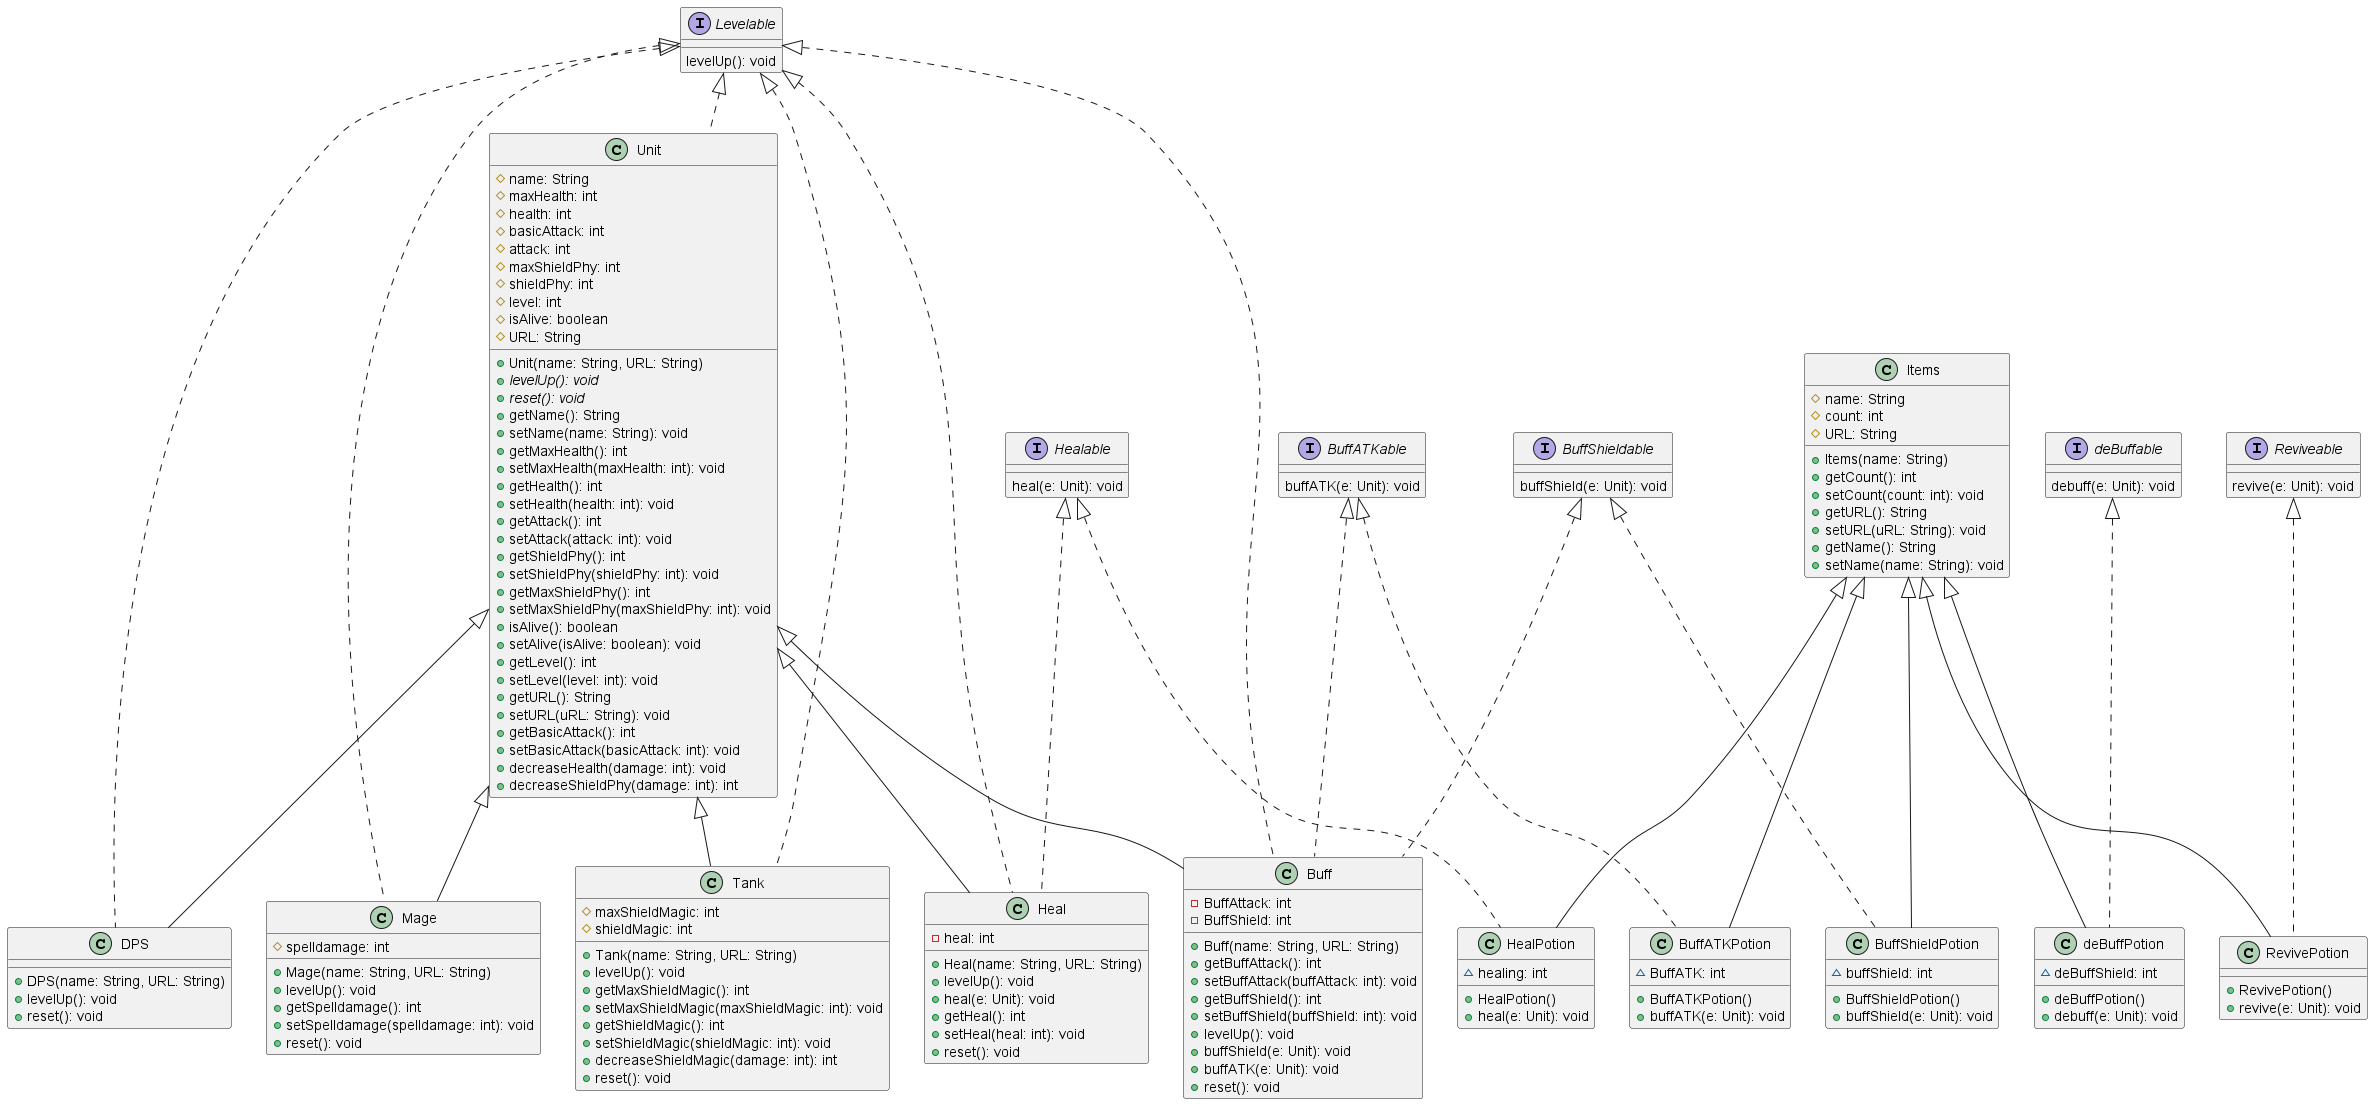 I Levelable
levelUp(): void
C Unit
name: String
maxHealth: int
health: int
basicAttack: int
attack: int
maxShieldPhy: int
shieldPhy: int
level: int
isAlive: boolean
URL: String
Unit(name: String, URL: String)
levelUp(): void
reset(): void
getName(): String
setName(name: String): void
getMaxHealth(): int
setMaxHealth(maxHealth: int): void
getHealth(): int
setHealth(health: int): void
getAttack(): int
setAttack(attack: int): void
getShieldPhy(): int
setShieldPhy(shieldPhy: int): void
getMaxShieldPhy(): int
setMaxShieldPhy(maxShieldPhy: int): void
isAlive(): boolean
setAlive(isAlive: boolean): void
getLevel(): int
setLevel(level: int): void
getURL(): String
setURL(uRL: String): void
getBasicAttack(): int
setBasicAttack(basicAttack: int): void
decreaseHealth(damage: int): void
decreaseShieldPhy(damage: int): int
I Healable
heal(e: Unit): void
I BuffATKable
buffATK(e: Unit): void
I BuffShieldable
buffShield(e: Unit): void
C Items
name: String
count: int
URL: String
Items(name: String)
getCount(): int
setCount(count: int): void
getURL(): String
setURL(uRL: String): void
getName(): String
setName(name: String): void
I deBuffable
debuff(e: Unit): void
I Reviveable
revive(e: Unit): void
C DPS
DPS(name: String, URL: String)
levelUp(): void
reset(): void
C Mage
spelldamage: int
Mage(name: String, URL: String)
levelUp(): void
getSpelldamage(): int
setSpelldamage(spelldamage: int): void
reset(): void
C Tank
maxShieldMagic: int
shieldMagic: int
Tank(name: String, URL: String)
levelUp(): void
getMaxShieldMagic(): int
setMaxShieldMagic(maxShieldMagic: int): void
getShieldMagic(): int
setShieldMagic(shieldMagic: int): void
decreaseShieldMagic(damage: int): int
reset(): void
C Heal
heal: int
Heal(name: String, URL: String)
levelUp(): void
heal(e: Unit): void
getHeal(): int
setHeal(heal: int): void
reset(): void
C Buff
BuffAttack: int
BuffShield: int
Buff(name: String, URL: String)
getBuffAttack(): int
setBuffAttack(buffAttack: int): void
getBuffShield(): int
setBuffShield(buffShield: int): void
levelUp(): void
buffShield(e: Unit): void
buffATK(e: Unit): void
reset(): void
C HealPotion
healing: int
HealPotion()
heal(e: Unit): void
C BuffATKPotion
BuffATK: int
BuffATKPotion()
buffATK(e: Unit): void
C BuffShieldPotion
buffShield: int
BuffShieldPotion()
buffShield(e: Unit): void
C deBuffPotion
deBuffShield: int
deBuffPotion()
debuff(e: Unit): void
C RevivePotion
RevivePotion()
revive(e: Unit): void